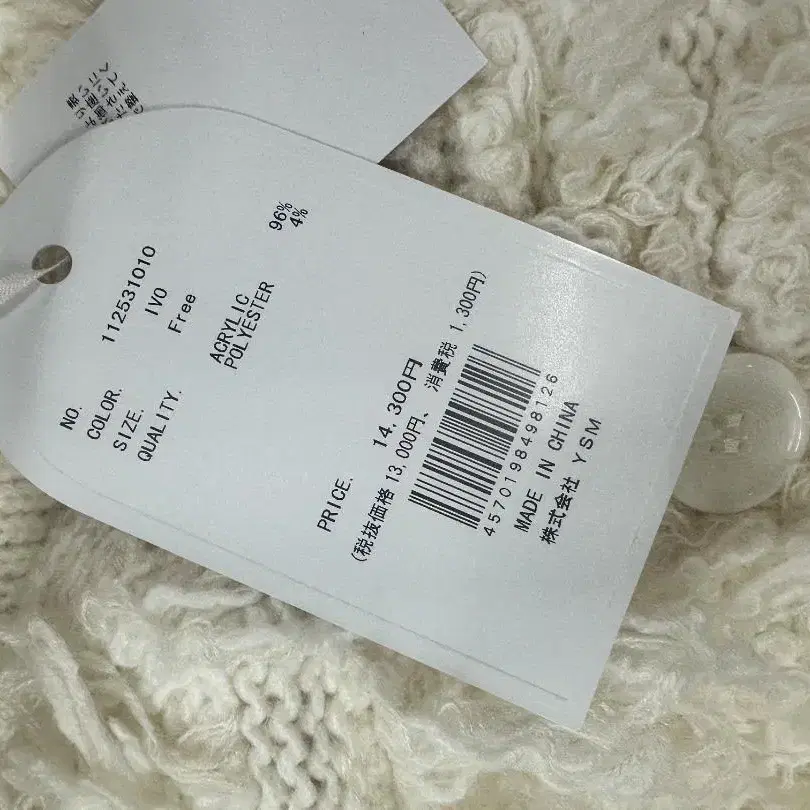 NO. 112531010
COLOR. IVO
SIZE. Free
QUALITY. ACRYLIC 96%
POLYESTER 4%
PRICE. 14,300円
(税抜価格 13,000円、 消費税 1,300円)
4570198498126
MADE IN CHINA
株式会社 YSM